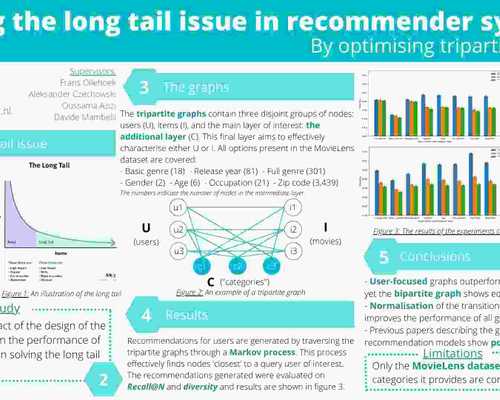 g the long tail issue in recommender sy
By optimising tripart
Supervisors:
Frans Oliehoek
Aleksander Czechowski
Oussama Azizi
Davide Mambelli
.nl
ail issue
The Long Tail
Head
Long Tail
Items
Figure 1: An illustration of the long tail
udy
act of the design of the
n the performance of
n solving the long tail
2
3 The graphs
The tripartite graphs contain three disjoint groups of nodes:
users (U), items (I), and the main layer of interest: the
additional layer (C). This final layer aims to effectively
characterise either U or I. All options present in the MovieLens
dataset are covered:
- Basic genre (18) - Release year (81) - Full genre (301)
- Gender (2) - Age (6) - Occupation (21) - Zip code (3,439)
The numbers indicate the number of nodes in the intermediate layer.
u1 i1
U u2 i2 I
(users) u3 i3 (movies)
c1 c2 c3
C ("categories")
Figure 2: An example of a tripartite graph
4 Results
Recommendations for users are generated by traversing the
tripartite graphs through a Markov process. This process
effectively finds nodes 'closest' to a query user of interest.
The recommendations generated were evaluated on
Recall@N and diversity and results are shown in figure 3.
Figure 3: The results of the experiments
5 Conclusions
- User-focused graphs outperfor
yet the bipartite graph shows eq
- Normalisation of the transition
improves the performance of all g
- Previous papers describing the g
recommendation models show po
Limitations
Only the MovieLens dataset
categories it provides are con